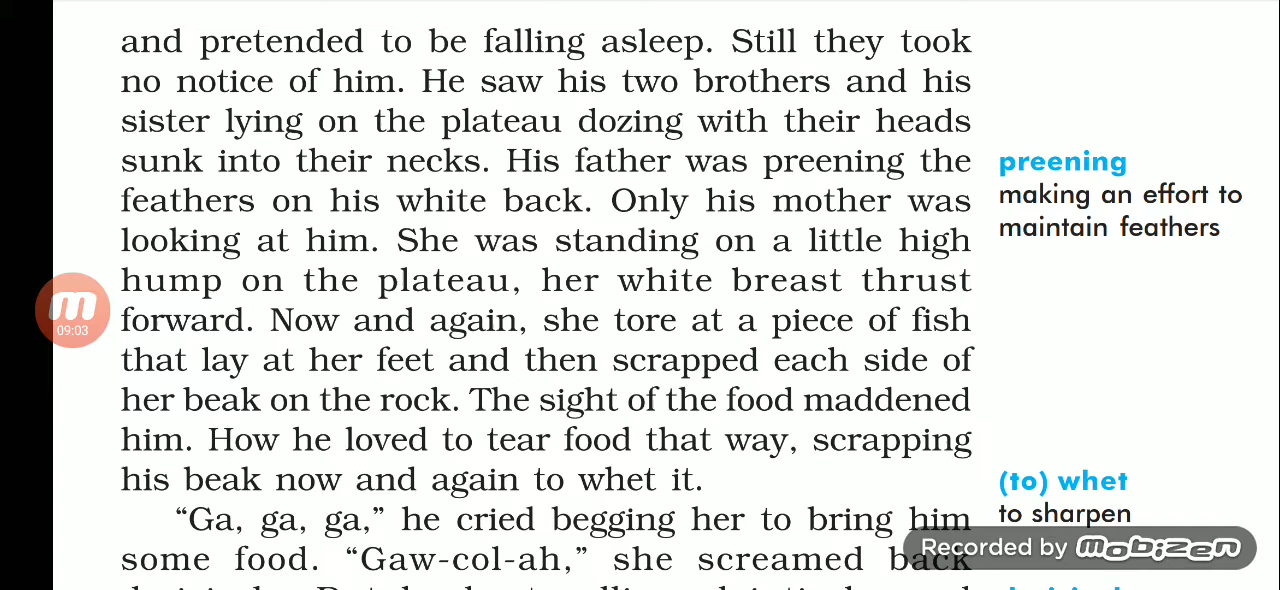 and pretended to be falling asleep. Still they took
no notice of him. He saw his two brothers and his
sister lying on the plateau dozing with their heads
sunk into their necks. His father was preening the
feathers on his white back. Only his mother was
looking at him. She was standing on a little high
hump on the plateau, her white breast thrust
forward. Now and again, she tore at a piece of fish
that lay at her feet and then scrapped each side of
her beak on the rock. The sight of the food maddened
him. How he loved to tear food that way, scrapping
his beak now and again to whet it.
“Ga, ga, ga,” he cried begging her to bring him
some food. “Gaw-col-ah,” she screamed back
preening
making an effort to
maintain feathers
(to) whet
to sharpen
m
09:03
Recorded by mobizen